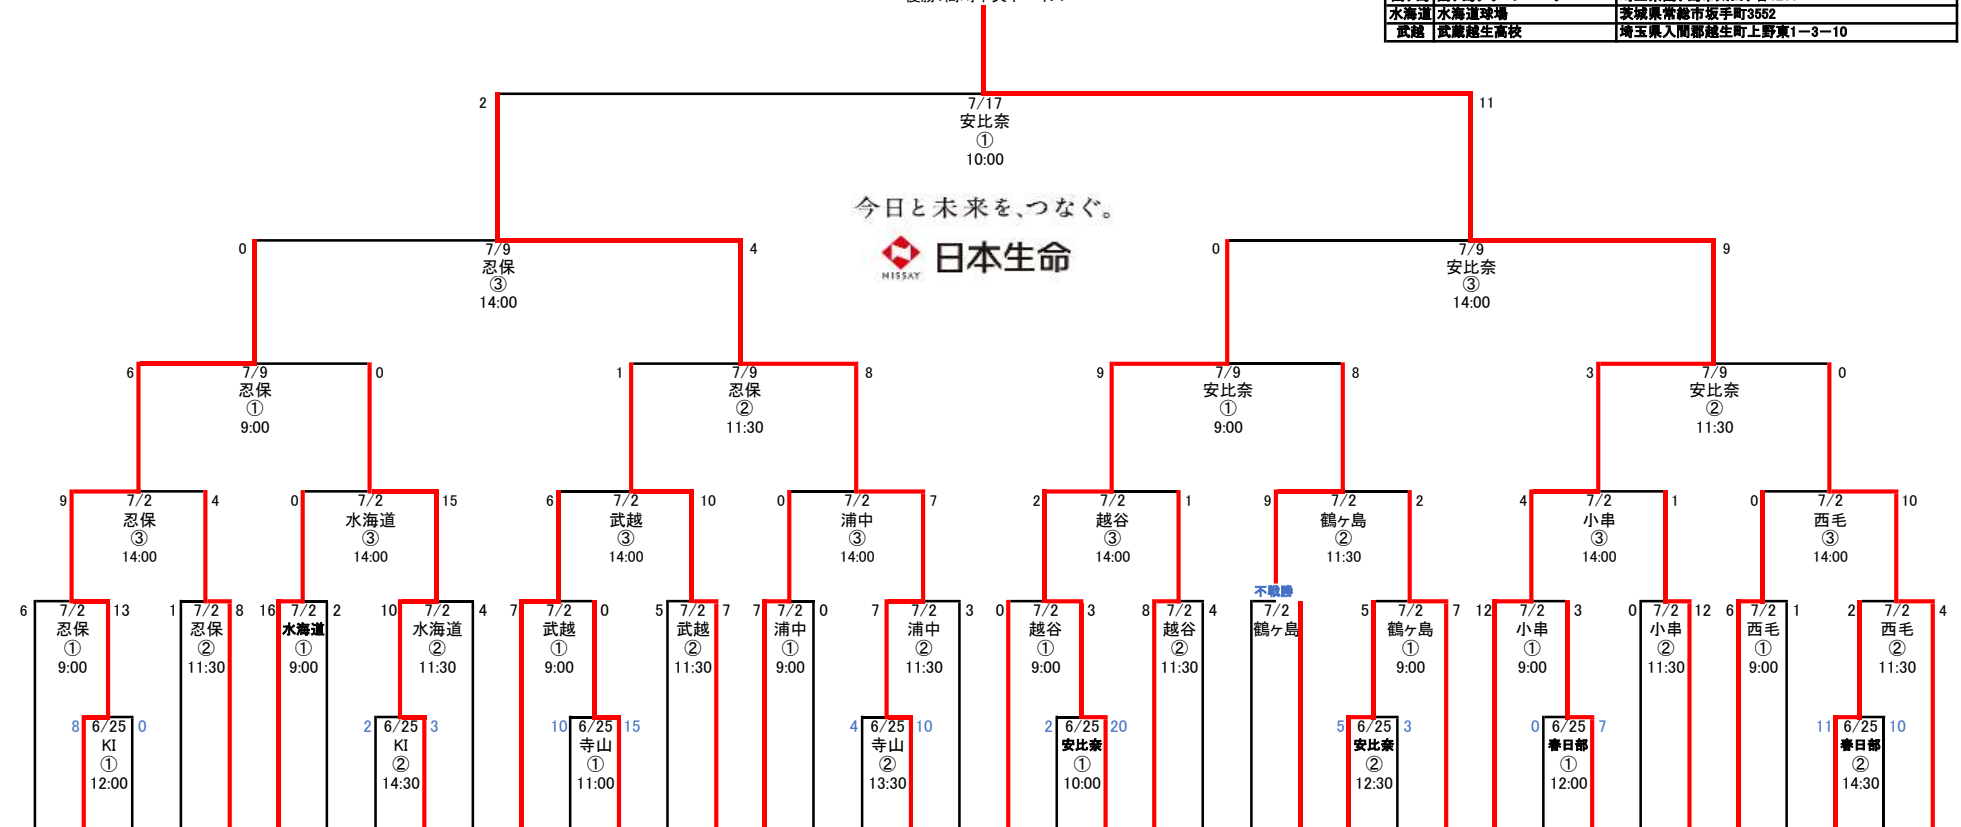 水海道 水海道球場 茨城県常総市坂手町3552
武越 武蔵越生高校 埼玉県入間郡越生町上野東1－3－10
2 7/17 11
安比奈
①
10:00
今日と未来を、つなぐ。
NISSAY 日本生命
0 7/9 4 0 7/9 9
忍保 安比奈
③ ③
14:00 14:00
6 7/9 0 1 7/9 8 9 7/9 8 3 7/9 0
忍保 忍保 安比奈 安比奈
① ② ① ②
9:00 11:30 9:00 11:30
9 7/2 4 0 7/2 15 6 7/2 10 0 7/2 7 2 7/2 1 9 7/2 2 4 7/2 1 0 7/2 10
忍保 水海道 武越 浦中 越谷 鶴ヶ島 小串 西毛
③ ③ ③ ③ ③ ② ③ ③
14:00 14:00 14:00 14:00 14:00 11:30 14:00 14:00
不戦勝
6 7/2 13 1 7/2 8 16 7/2 2 10 7/2 4 7 7/2 0 5 7/2 7 7 7/2 0 7 7/2 3 0 7/2 3 8 7/2 4 7/2 5 7/2 7 12 7/2 3 0 7/2 12 6 7/2 1 2 7/2 4
忍保 忍保 水海道 水海道 武越 武越 浦中 浦中 越谷 越谷 鶴ヶ島 鶴ヶ島 小串 小串 西毛 西毛
① ② ① ② ① ② ① ② ① ② ① ① ② ① ②
9:00 11:30 9:00 11:30 9:00 11:30 9:00 11:30 9:00 11:30 9:00 9:00 11:30 9:00 11:30
8 6/25 0 2 6/25 3 10 6/25 15 4 6/25 10 2 6/25 20 5 6/25 3 0 6/25 7 11 6/25 10
KI KI 寺山 寺山 安比奈 安比奈 春日部 春日部
① ② ① ② ① ② ① ②
12:00 14:30 11:00 13:30 10:00 12:30 12:00 14:30